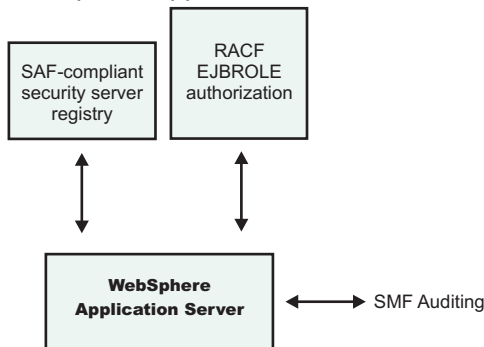 SAF-compliant
security server
registry
RACF
EJBROLE
authorization
WebSphere
Application Server
SMF Auditing